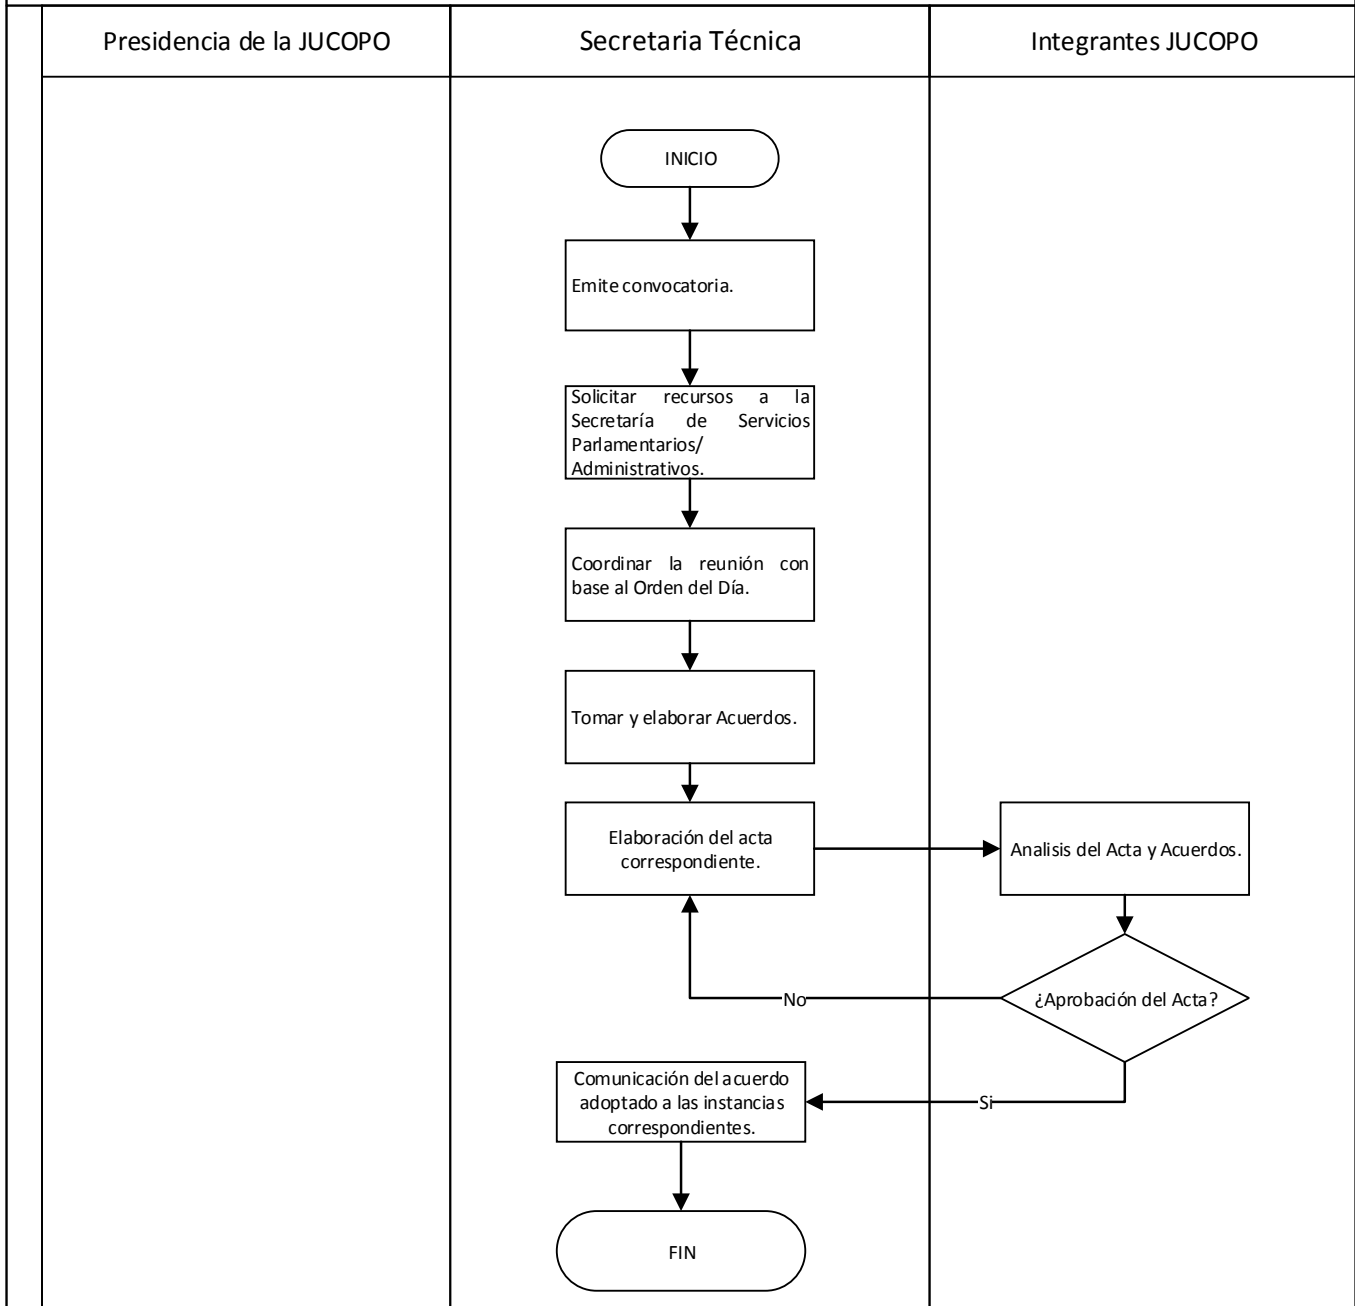 Presidencia de la JUCOPO
Secretaria Técnica
Integrantes JUCOPO
INICIO
Emite convocatoria.
Solicitar recursos a la
Secretaría de Servicios
Parlamentarios/
Administrativos.
Coordinar la reunión con
base al Orden del Día.
Tomar y elaborar Acuerdos.
Elaboración del acta
correspondiente.
Analisis del Acta y Acuerdos.
¿Aprobación del Acta?
No
Si
Comunicación del acuerdo
adoptado a las instancias
correspondientes.
FIN